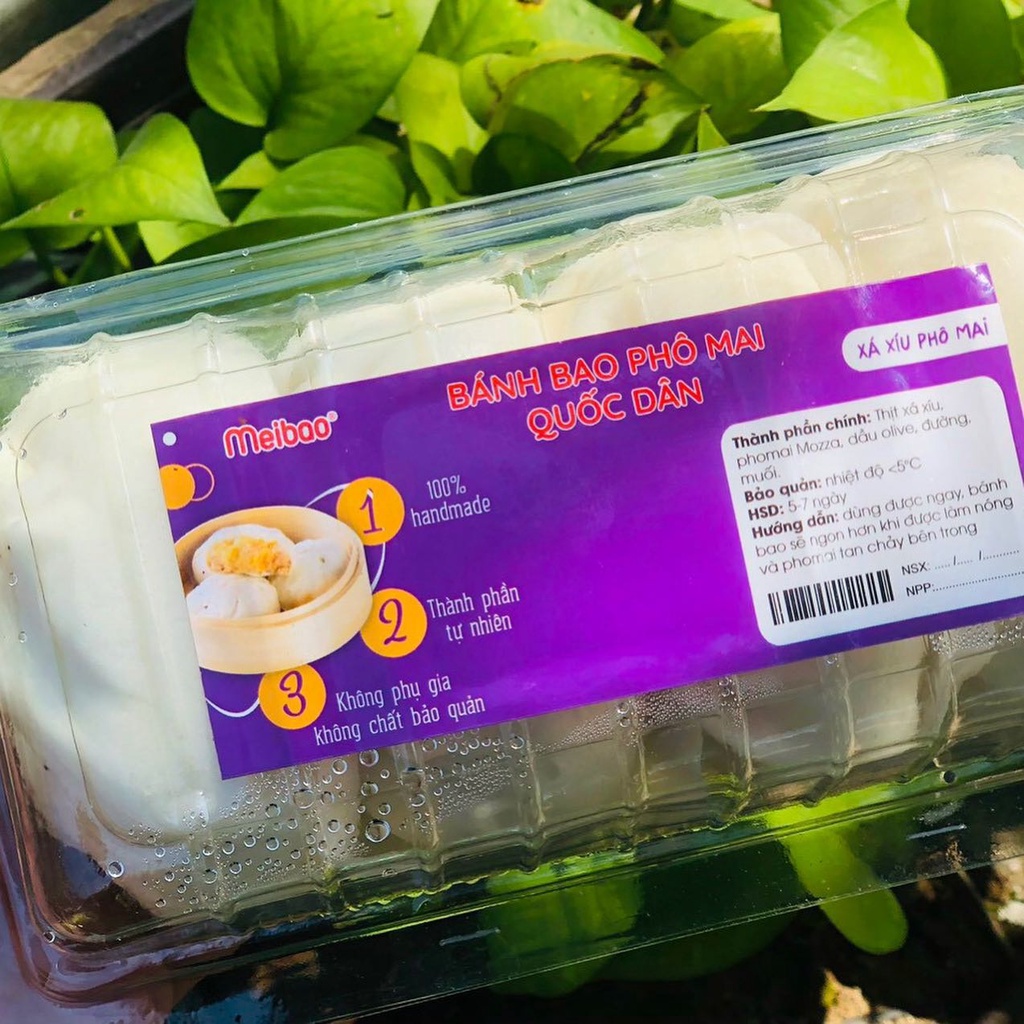 Meibao®
BÁNH BAO PHÔ MAI
QUỐC DÂN
XÁ XÍU PHÔ MAI
1
100%
handmade
2
Thành phần
tự nhiên
3
Không phụ gia
không chất bảo quản
Thành phần chính: Thịt xá xíu,
phomai Mozza, dầu olive, đường,
muối.
Bảo quản: nhiệt độ <5°C
HSD: 5-7 ngày
Hướng dẫn: dùng được ngay, bánh
bao sẽ ngon hơn khi được làm nóng
và phomai tan chảy bên trong
NSX: ...../...../..........
NPP:......................